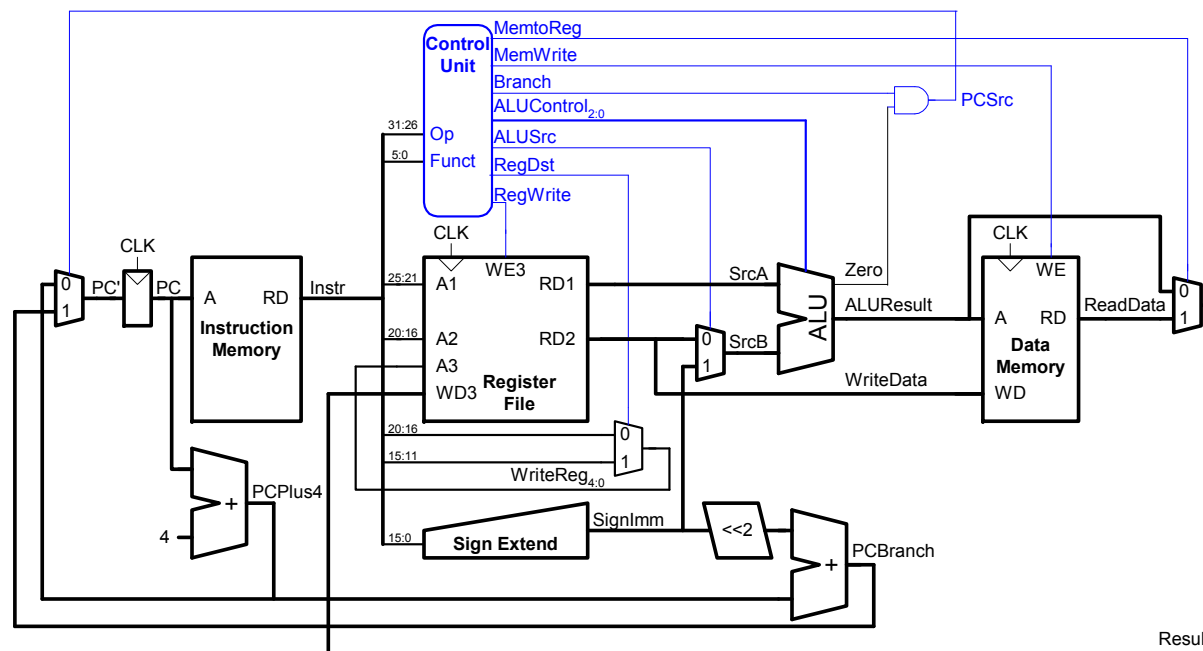 MemtoReg
Control
Unit
MemWrite
Branch
PCSrc
ALUControl2:0
31:26
Op
ALUSrc
5:0
Funct
RegDst
RegWrite
CLK
CLK
CLK
0
1
PC'
PC
A
RD
Instruction
Memory
Instr
25:21
A1
WE3
RD1
SrcA
Zero
WE
20:16
A2
RD2
0
1
SrcB
ALU
ALUResult
A
RD
ReadData
0
1
A3
Data
Memory
WD3
Register
File
WriteData
WD
20:16
0
15:11
1
WriteReg4:0
+
PCPlus4
4
15:0
Sign Extend
SignImm
<<2
+
PCBranch
Resul